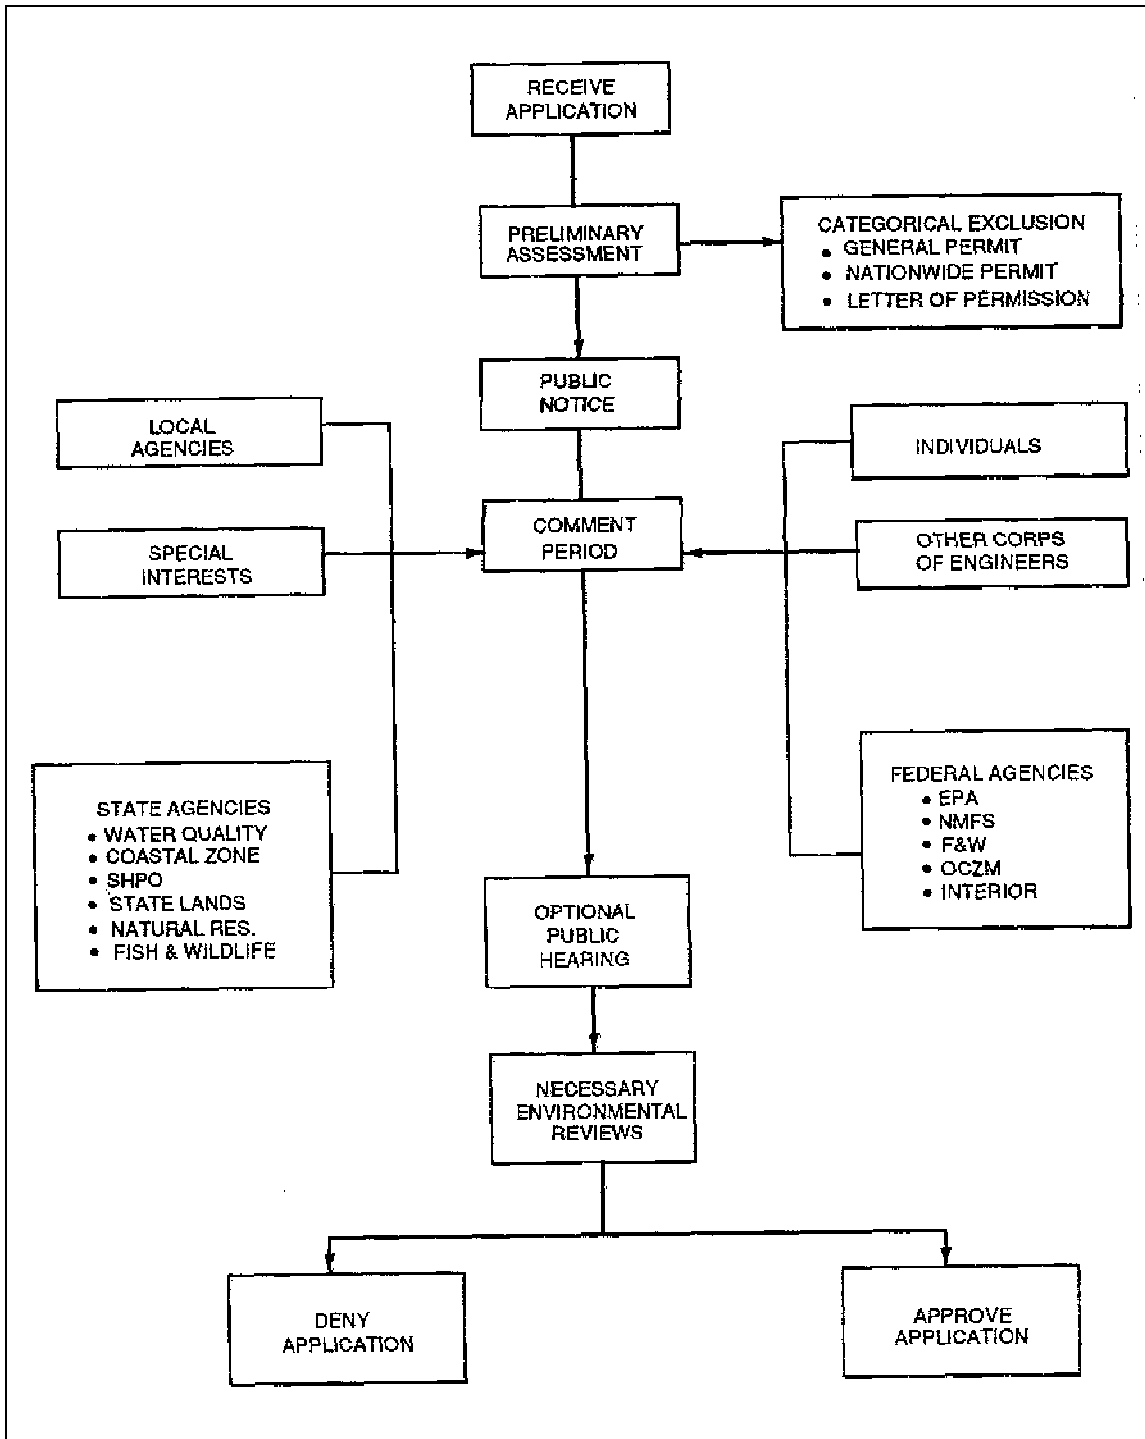 RECEIVE
APPLICATION
PRELIMINARY
ASSESSMENT
CATEGORICAL EXCLUSION
• GENERAL PERMIT
• NATIONWIDE PERMIT
• LETTER OF PERMISSION
PUBLIC
NOTICE
LOCAL
AGENCIES
INDIVIDUALS
SPECIAL
INTERESTS
COMMENT
PERIOD
OTHER CORPS
OF ENGINEERS
STATE AGENCIES
• WATER QUALITY
• COASTAL ZONE
• SHPO
• STATE LANDS
• NATURAL RES.
• FISH & WILDLIFE
FEDERAL AGENCIES
• EPA
• NMFS
• F&W
• OCZM
• INTERIOR
OPTIONAL
PUBLIC
HEARING
NECESSARY
ENVIRONMENTAL
REVIEWS
DENY
APPLICATION
APPROVE
APPLICATION